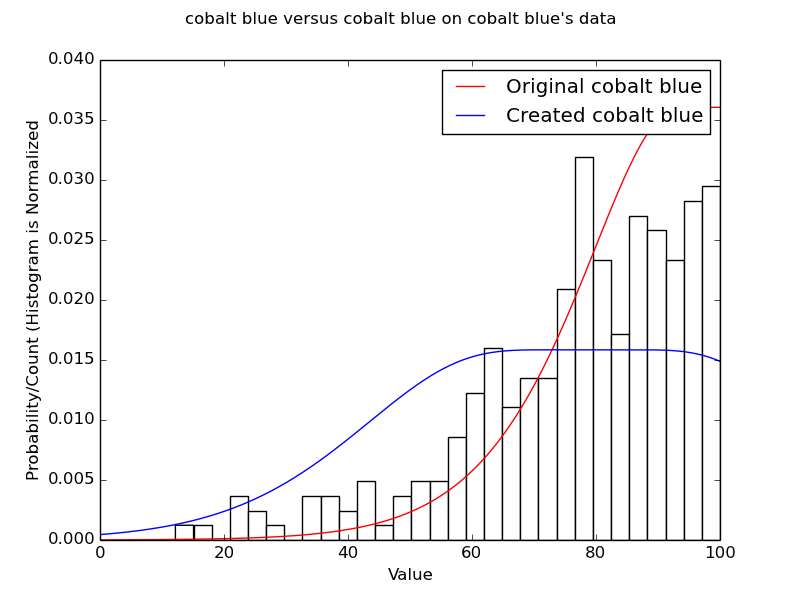 cobalt blue versus cobalt blue on cobalt blue's data
0.040
0.035
0.030
0.025
0.020
0.015
0.010
0.005
0.000
Probability/Count (Histogram is Normalized
Original cobalt blue
Created cobalt blue
0 20 40 60 80 100
Value